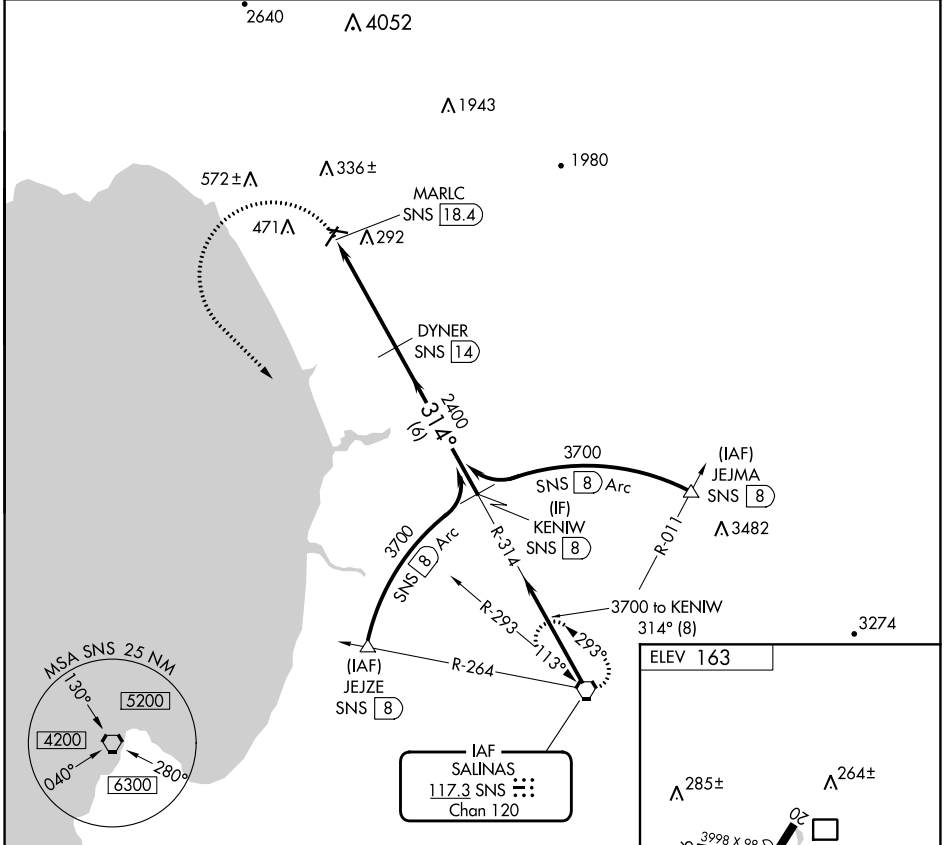 2640
4052
1943
1980
572±
336±
MARLC
SNS 18.4
471
292
DYNER
SNS 14
2400
314°
(6)
3700
SNS 8 Arc
(IAF)
JEJMA
SNS 8
(IF)
KENIW
SNS 8
3482
3700
SNS 8 Arc
R-314
R-011
R-293
113°
293°
3700 to KENIW
314° (8)
3274
R-264
(IAF)
JEJZE
SNS 8
MSA SNS 25 NM
130°
5200
4200
040°
280°
6300
IAF
SALINAS
117.3 SNS
Chan 120
ELEV 163
285±
264±
20
3998 X 98